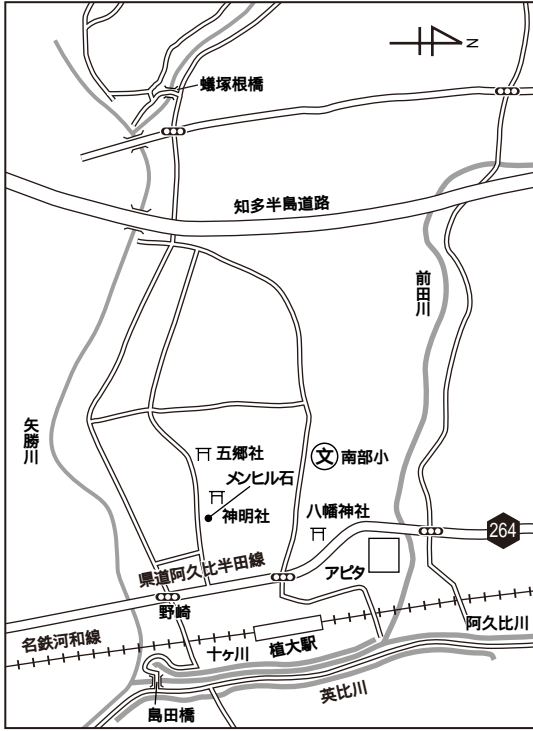 N
蟻塚根橋
知多半島道路
前田川
矢勝川
五郷社
文 南部小
メンヒル石
神明社
八幡神社
264
県道阿久比半田線
アピタ
野崎
阿久比川
名鉄河和線
十ヶ川
植大駅
英比川
島田橋